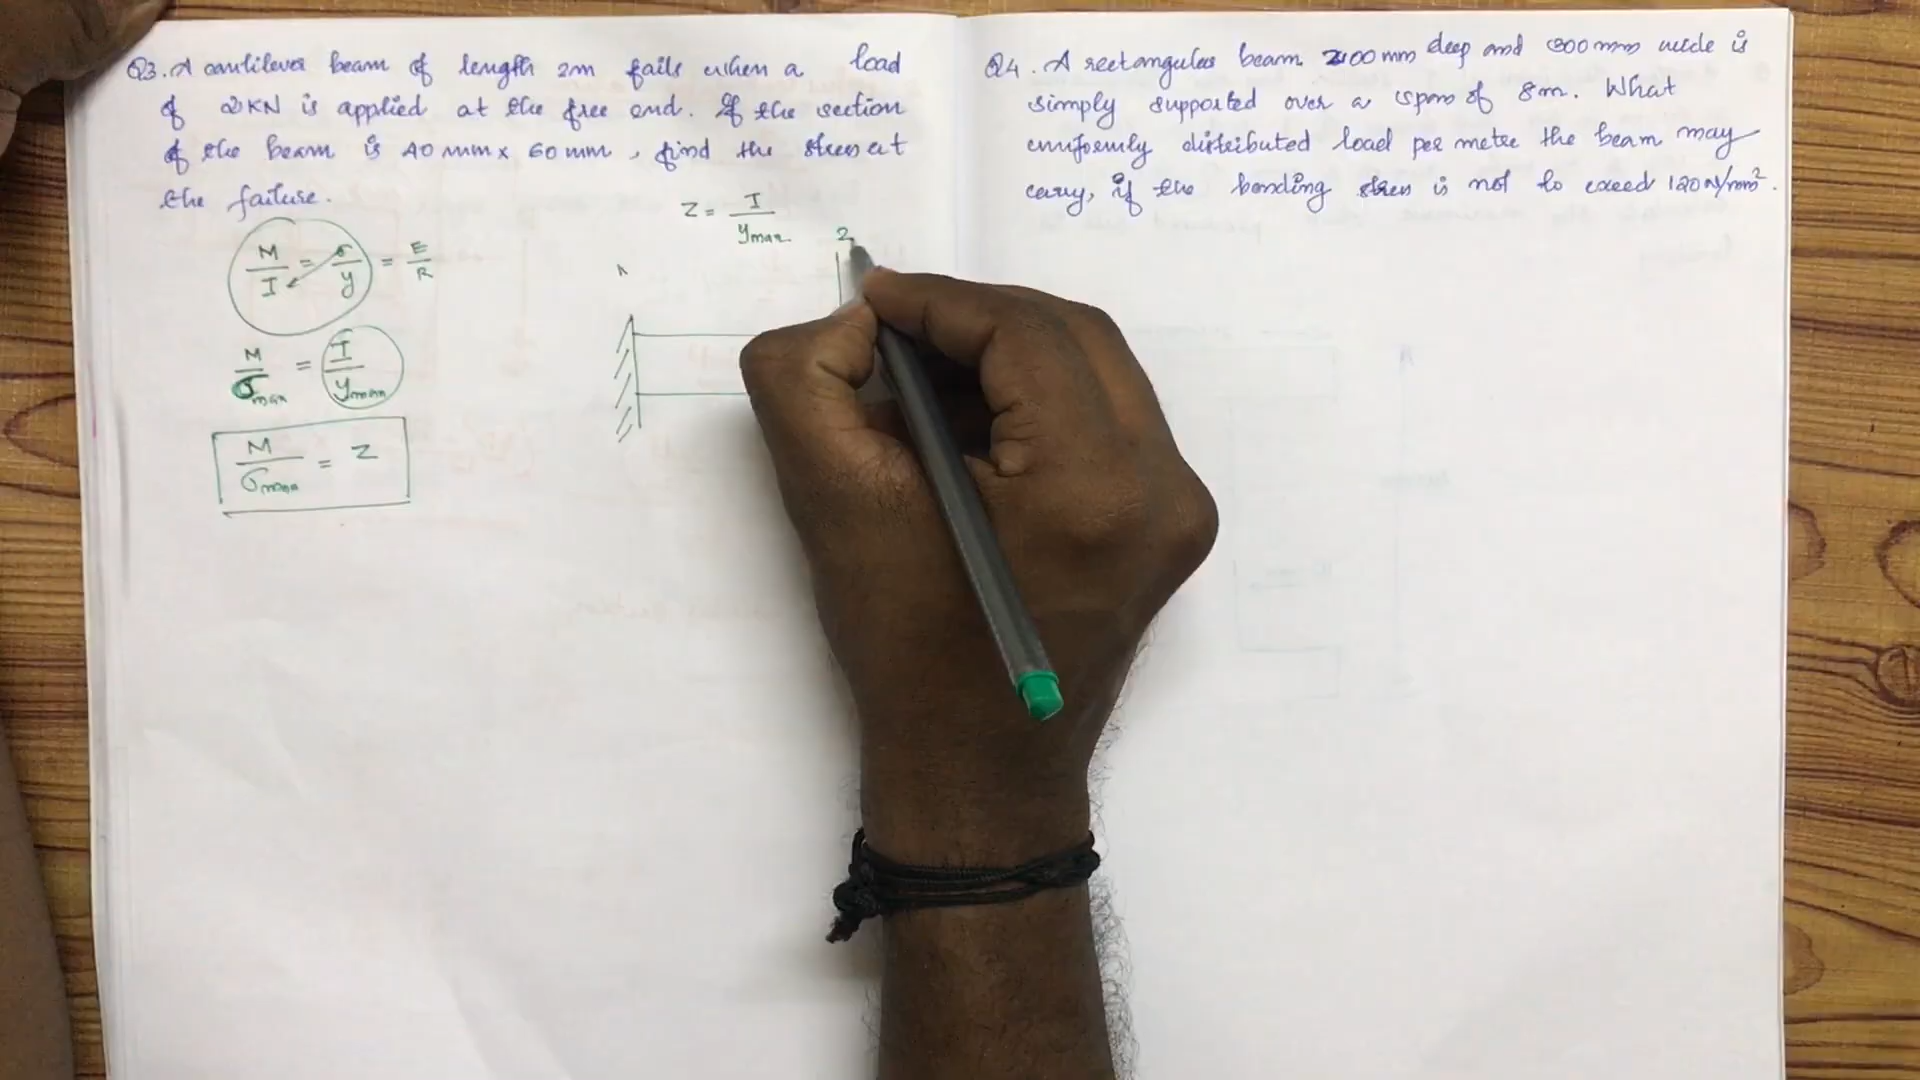 Q3. A cantilever beam of length 2m fails when a load
of 2KN is applied at the free end. If the section
of the beam is 40 mm x 60 mm, find the stress at
the failure.
Z = I / ymax
2
M / I = σ / y = E / R
M / σmax = I / ymax
M / σmax = Z
Q4. A rectangular beam 200 mm deep and 300 mm wide is
simply supported over a span of 8m. What
uniformly distributed load per metre the beam may
carry, if the bending stress is not to exceed 120 N/mm².